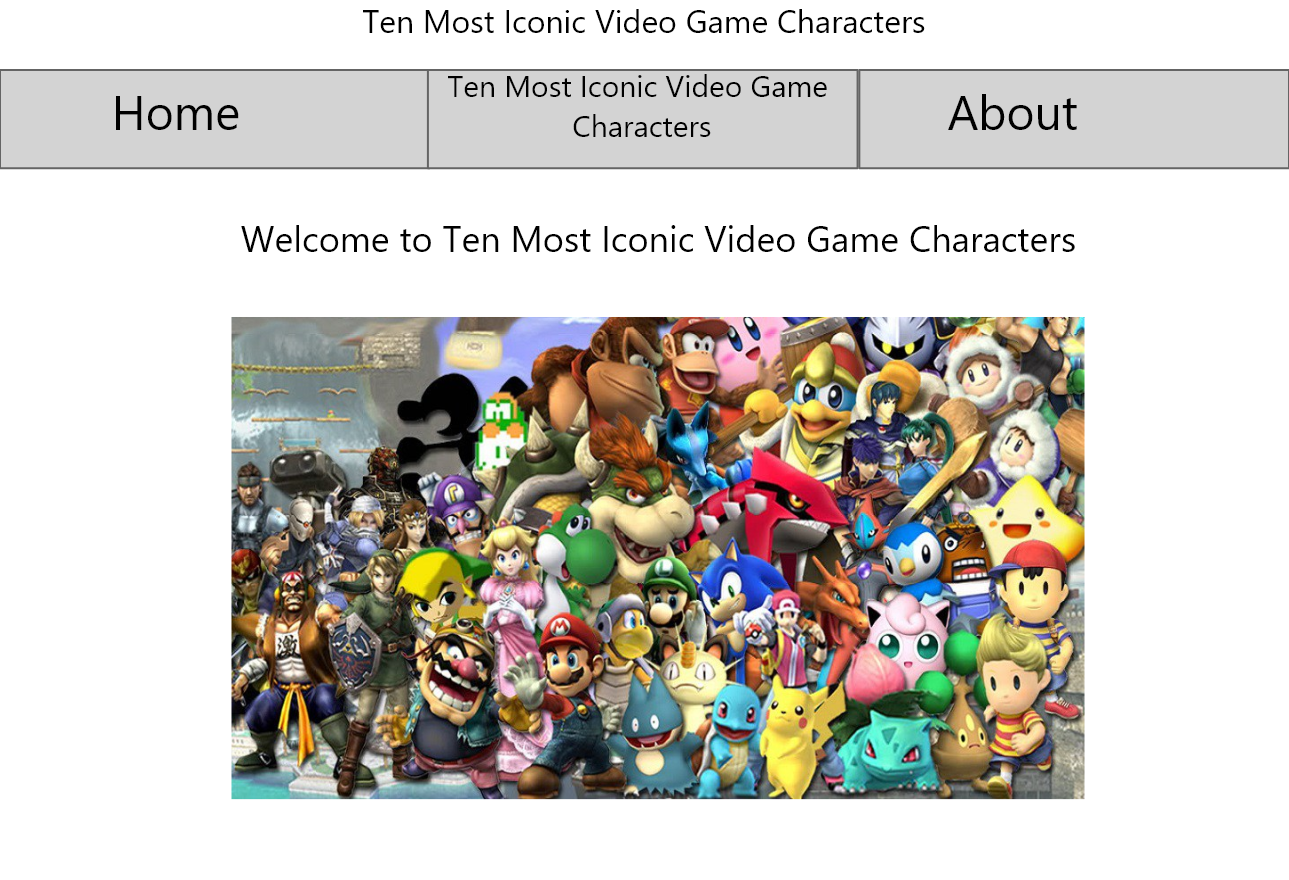 Ten Most Iconic Video Game Characters
Home
Ten Most Iconic Video Game
Characters
About
Welcome to Ten Most Iconic Video Game Characters